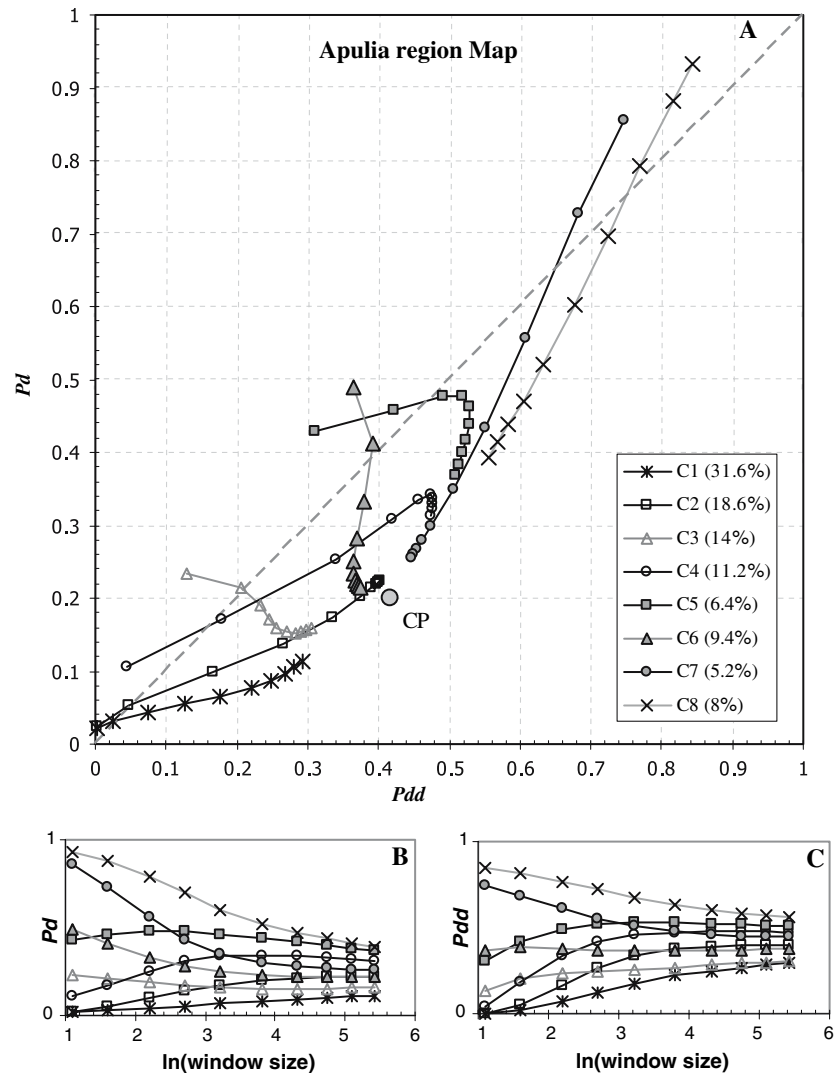 A
Apulia region Map
1
0.9
0.8
0.7
0.6
0.5
0.4
0.3
0.2
0.1
0
Pd
0 0.1 0.2 0.3 0.4 0.5 0.6 0.7 0.8 0.9 1
Pdd
CP
C1 (31.6%)
C2 (18.6%)
C3 (14%)
C4 (11.2%)
C5 (6.4%)
C6 (9.4%)
C7 (5.2%)
C8 (8%)
B
1
0
Pd
1 2 3 4 5 6
ln(window size)
C
1
0
Pdd
1 2 3 4 5 6
ln(window size)